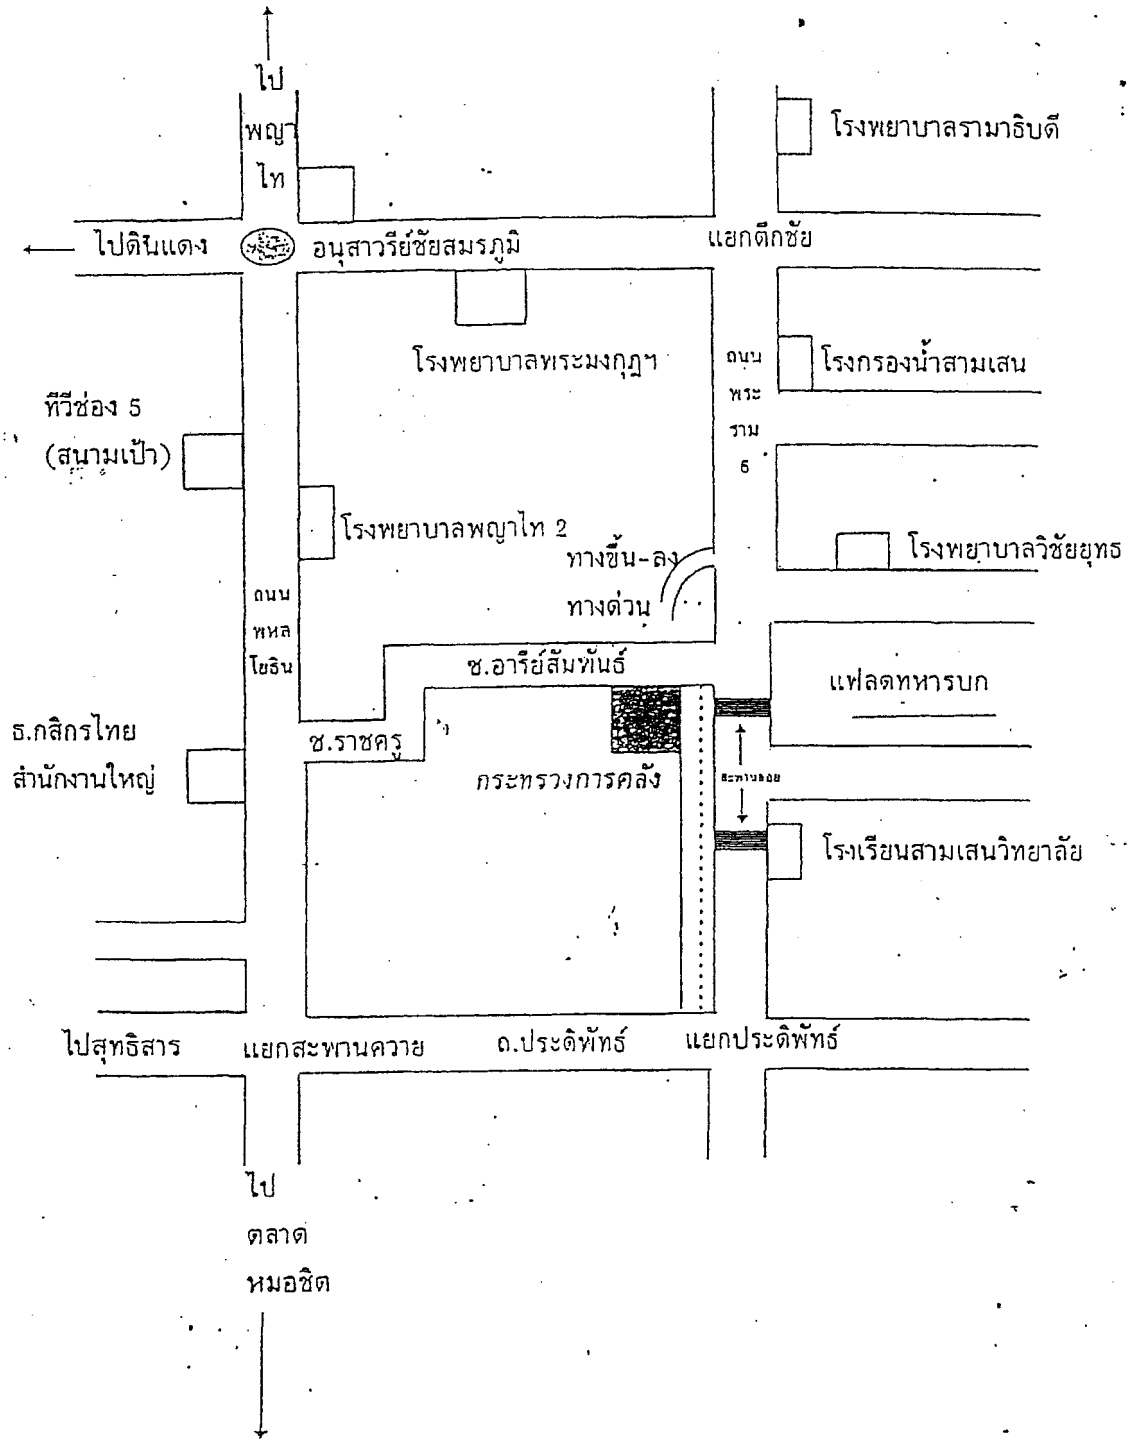 ไป
พญา
ไท
โรงพยาบาลรามาธิบดี
ไปดินแดง
อนุสาวรีย์ชัยสมรภูมิ
แยกตึกชัย
โรงพยาบาลพระมงกุฎฯ
ถนน
พระ
ราม
6
โรงกรองน้ำสามเสน
ทีวีช่อง 5
(สนามเป้า)
โรงพยาบาลพญาไท 2
ทางขึ้น-ลง
ทางด่วน
โรงพยาบาลวิชัยยุทธ
ถนน
พหล
โยธิน
ซ.อารีย์สัมพันธ์
แฟลตทหารบก
ธ.กสิกรไทย
สำนักงานใหญ่
ซ.ราชครู
กระทรวงการคลัง
สะพานลอย
โรงเรียนสามเสนวิทยาลัย
ไปสุทธิสาร
แยกสะพานควาย
ถ.ประดิพัทธ์
แยกประดิพัทธ์
ไป
ตลาด
หมอชิต